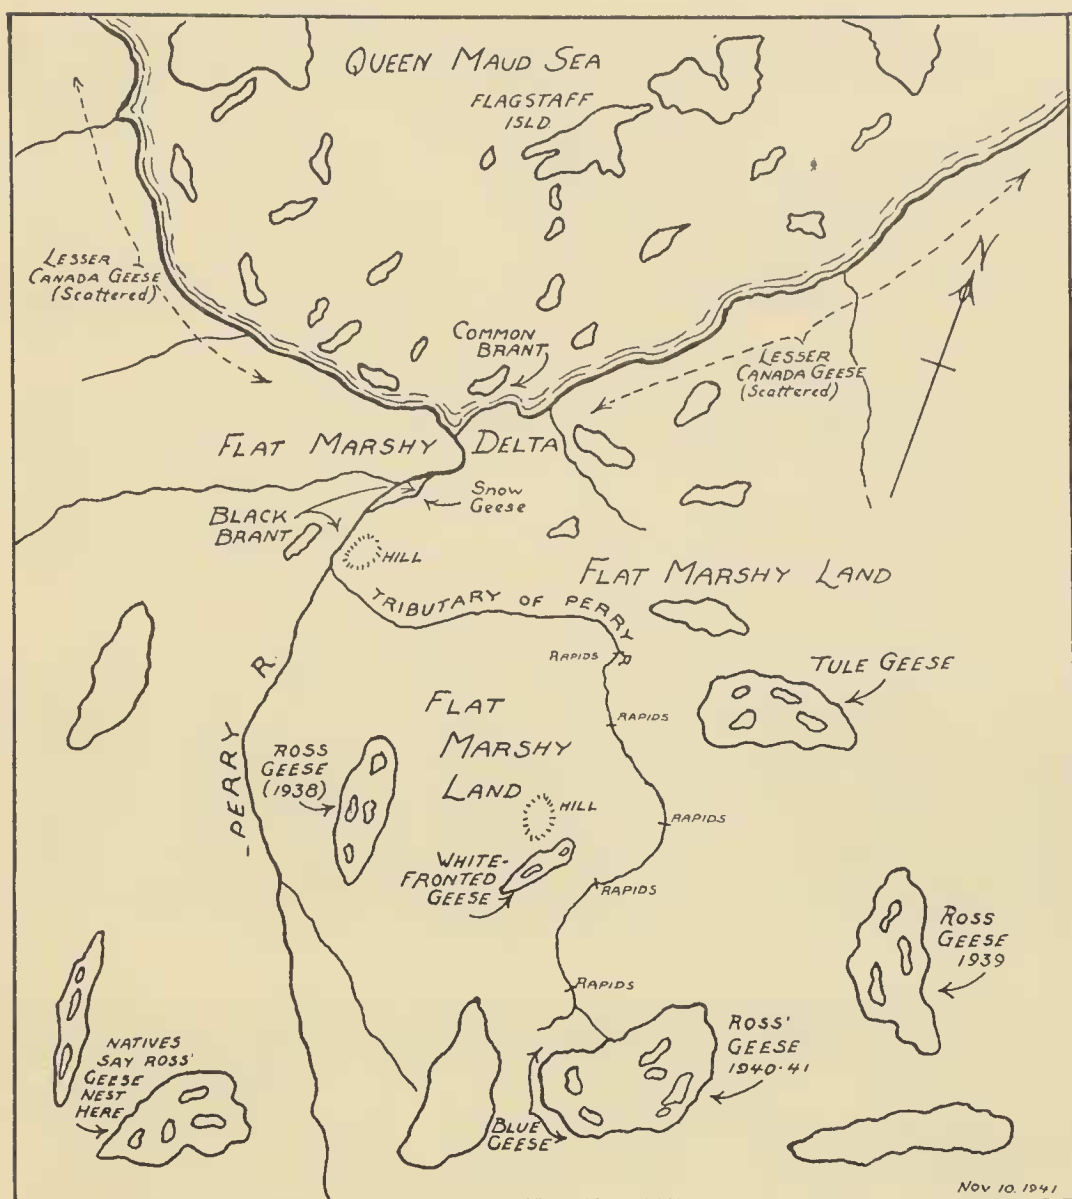 QUEEN MAUD SEA
FLAGSTAFF
ISLD.
LESSER
CANADA GEESE
(Scattered)
N
COMMON
BRANT
LESSER
CANADA GEESE
(Scattered)
FLAT MARSHY DELTA
Snow
Geese
BLACK
BRANT
HILL
FLAT MARSHY LAND
TRIBUTARY OF PERRY R.
RAPIDS
TULE GEESE
PERRY R.
FLAT
MARSHY
LAND
RAPIDS
ROSS
GEESE
(1938)
HILL
RAPIDS
WHITE-
FRONTED
GEESE
RAPIDS
ROSS
GEESE
1939
RAPIDS
NATIVES
SAY ROSS'
GEESE
NEST
HERE
ROSS'
GEESE
1940-41
BLUE
GEESE
NOV 10. 1941